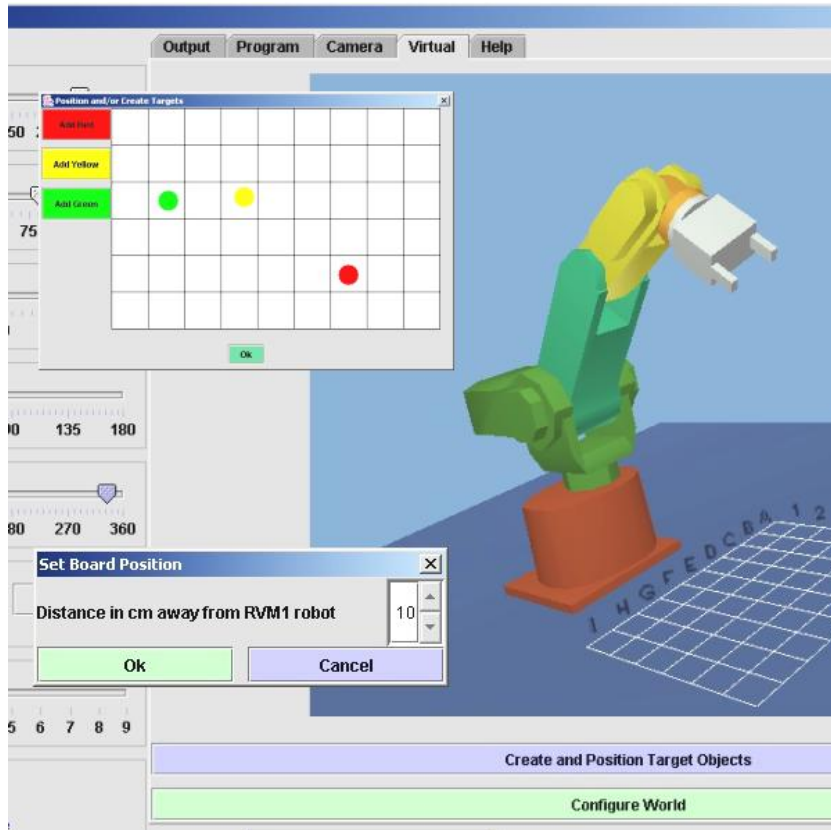 Output Program Camera Virtual Help
Position and/or Create Targets
Add Red
Add Yellow
Add Green
50
75
Ok
90 135 180
270 360
Set Board Position
Distance in cm away from RVM1 robot 10
Ok Cancel
I H G F E D C B A 1 2
5 6 7 8 9
Create and Position Target Objects
Configure World